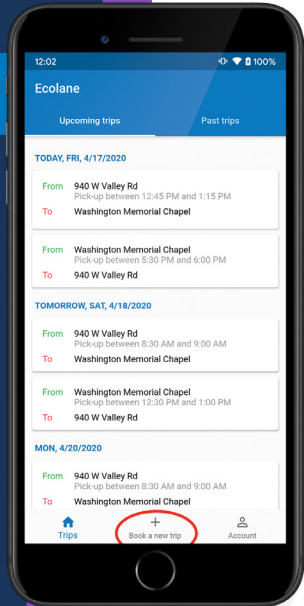 12:02 100%
Ecolane
Upcoming trips Past trips
TODAY, FRI, 4/17/2020
From 940 W Valley Rd
Pick-up between 12:45 PM and 1:15 PM
To Washington Memorial Chapel
From Washington Memorial Chapel
Pick-up between 5:30 PM and 6:00 PM
To 940 W Valley Rd
TOMORROW, SAT, 4/18/2020
From 940 W Valley Rd
Pick-up between 8:30 AM and 9:00 AM
To Washington Memorial Chapel
From Washington Memorial Chapel
Pick-up between 12:30 PM and 1:00 PM
To 940 W Valley Rd
MON, 4/20/2020
From 940 W Valley Rd
Pick-up between 8:30 AM and 9:00 AM
To Washington Memorial Chapel
Trips Book a new trip Account